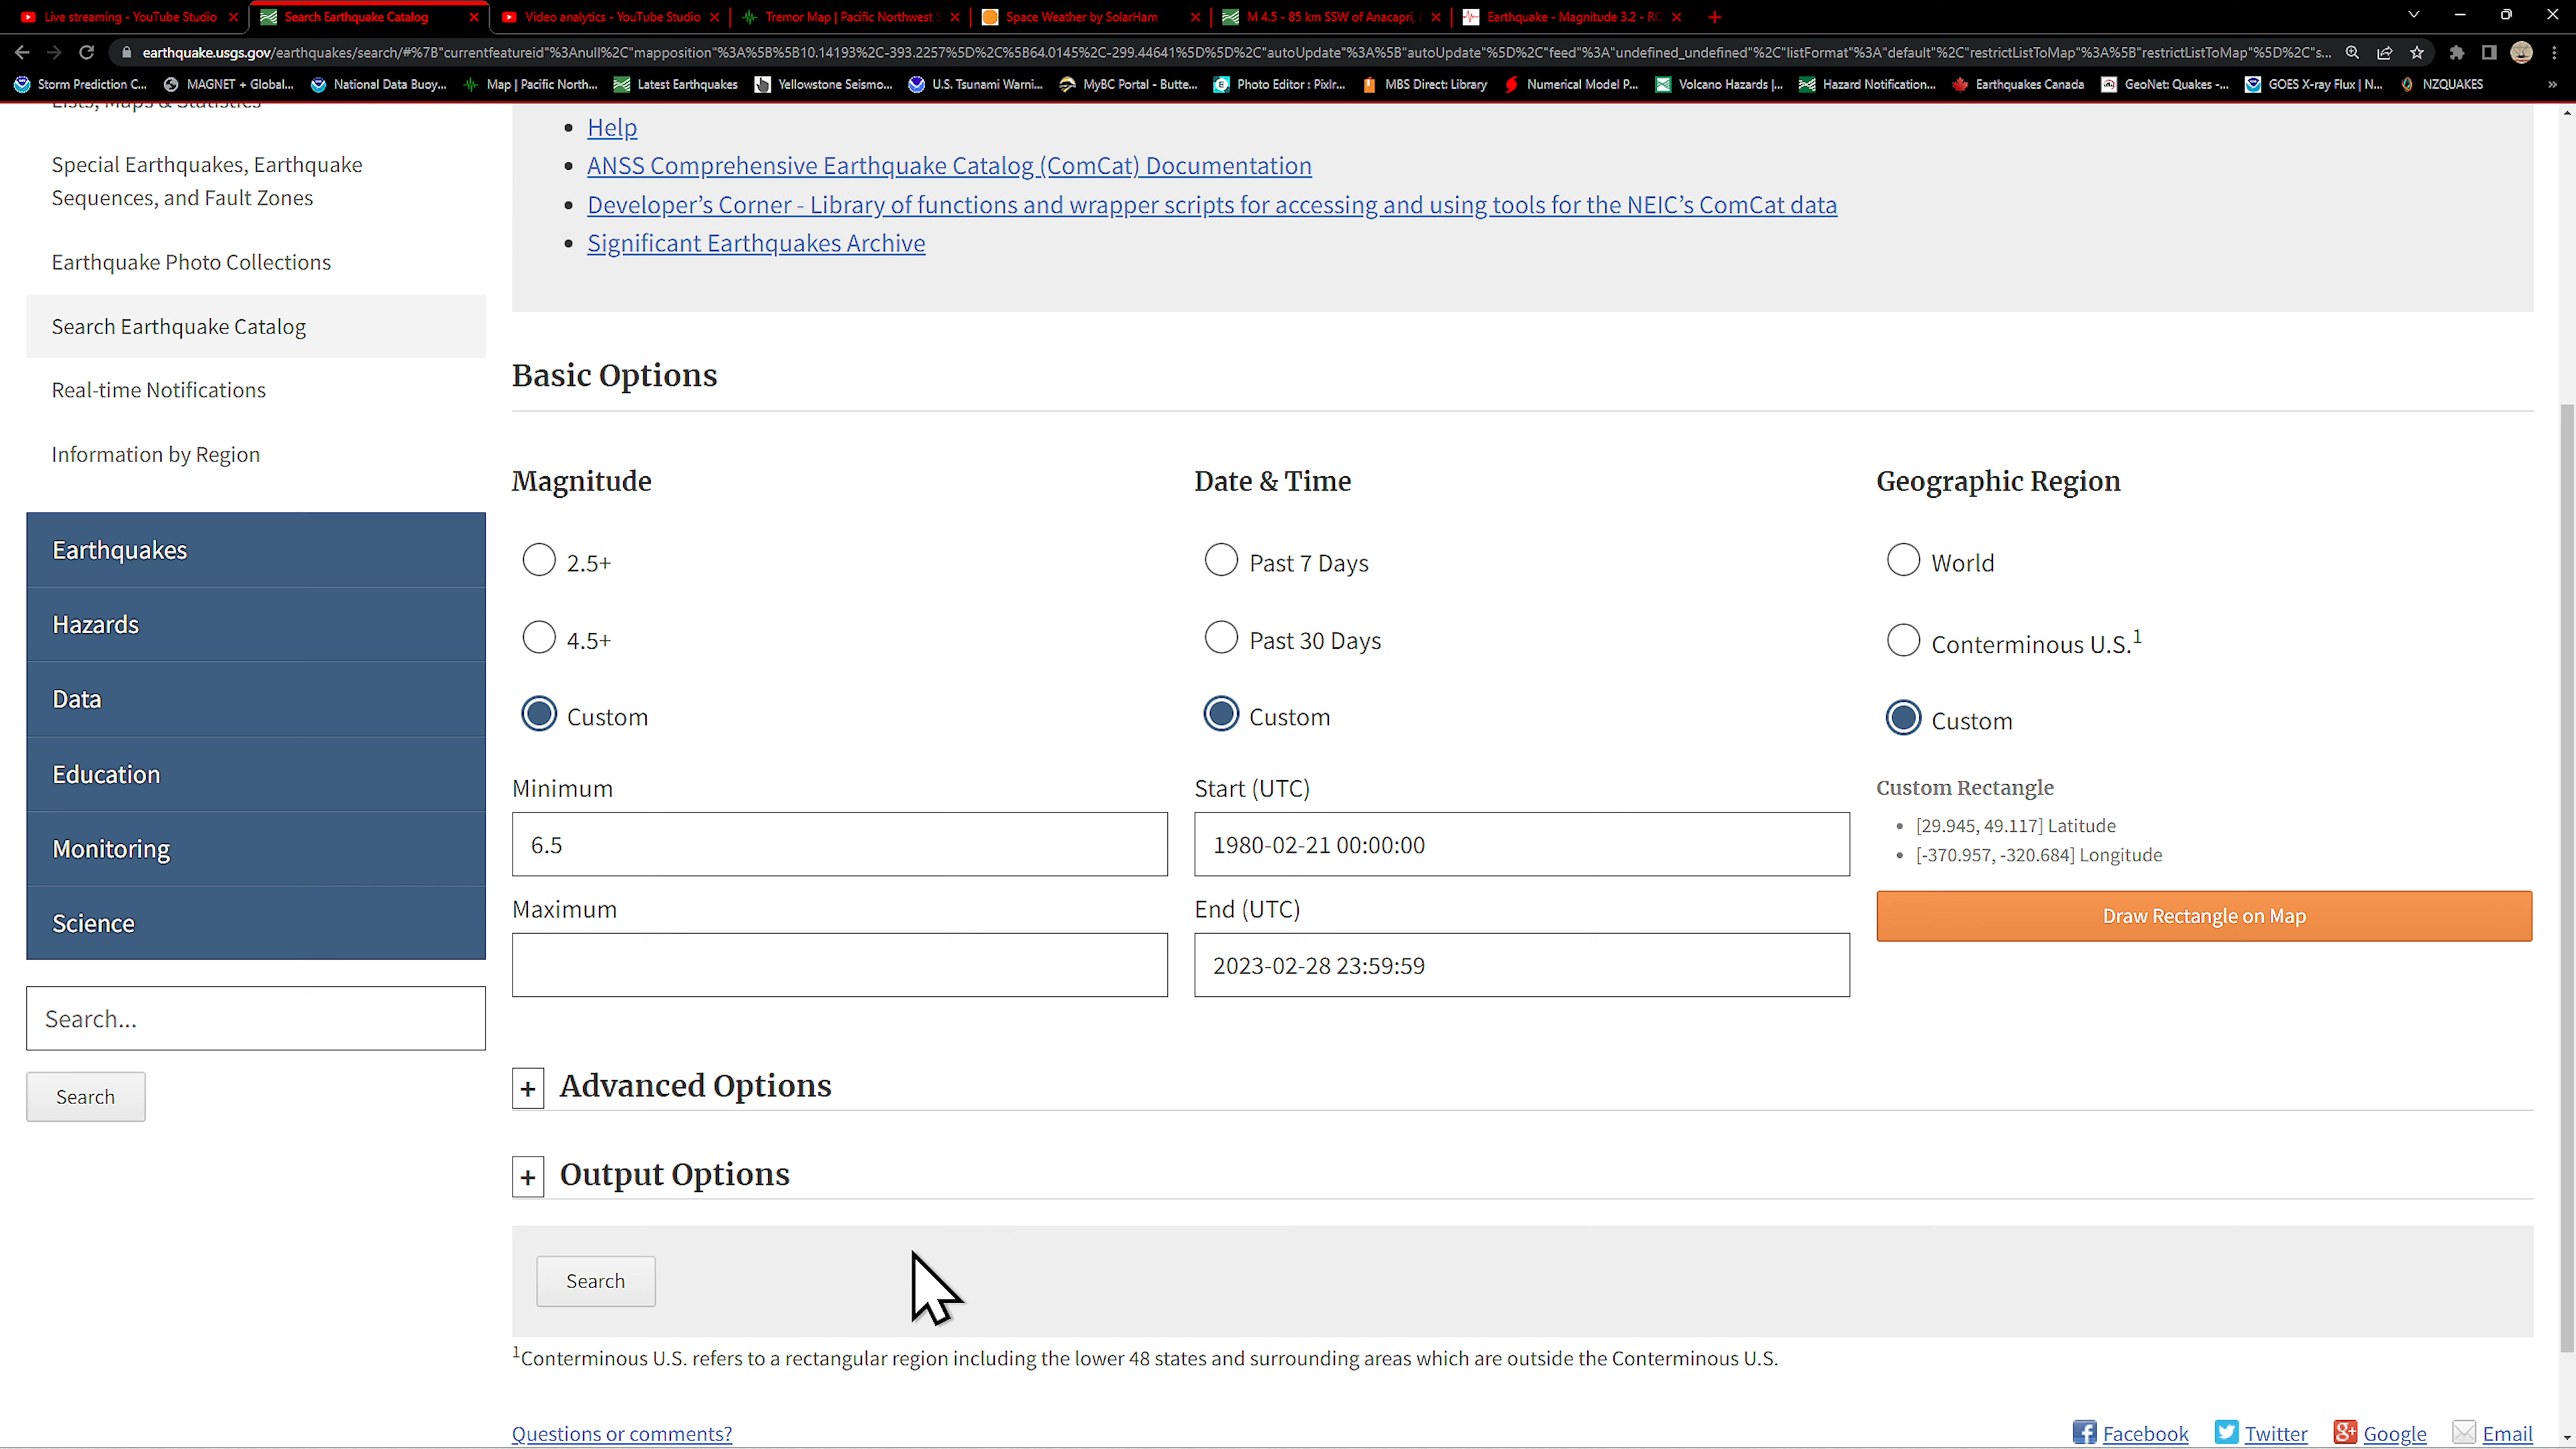 Live streaming - YouTube Studio
Search Earthquake Catalog
Video analytics - YouTube Studio
Tremor Map | Pacific Northwest
Space Weather by SolarHam
M 4.5 - 85 km SSW of Anacapri,
Earthquake - Magnitude 3.2 - RO
earthquake.usgs.gov/earthquakes/search/#%7B"currentfeatureid"%3Anull%2C"mapposition"%3A%5B%5B10.14193%2C-393.2257%5D%2C%5B64.0145%2C-299.44641%5D%5D%2C"autoUpdate"%3A%5B"autoUpdate"%5D%2C"feed"%3A"undefined_undefined"%2C"listFormat"%3A"default"%2C"restrictListToMap"%3A%5B"restrictListToMap"%5D%2C"s...
Storm Prediction C... MAGNET + Global... National Data Buoy... Map | Pacific North... Latest Earthquakes Yellowstone Seismo... U.S. Tsunami Warni... MyBC Portal - Butte... Photo Editor : Pixlr... MBS Direct: Library Numerical Model P... Volcano Hazards |... Hazard Notification... Earthquakes Canada GeoNet: Quakes -... GOES X-ray Flux | N... NZQUAKES »
Lists, Maps & Statistics
Special Earthquakes, Earthquake
Sequences, and Fault Zones
Earthquake Photo Collections
Search Earthquake Catalog
Real-time Notifications
Information by Region
Earthquakes
Hazards
Data
Education
Monitoring
Science
Search...
Search
• Help
• ANSS Comprehensive Earthquake Catalog (ComCat) Documentation
• Developer's Corner - Library of functions and wrapper scripts for accessing and using tools for the NEIC's ComCat data
• Significant Earthquakes Archive
Basic Options
Magnitude
2.5+
4.5+
Custom
Minimum
6.5
Maximum
Date & Time
Past 7 Days
Past 30 Days
Custom
Start (UTC)
1980-02-21 00:00:00
End (UTC)
2023-02-28 23:59:59
Geographic Region
World
Conterminous U.S.1
Custom
Custom Rectangle
• [29.945, 49.117] Latitude
• [-370.957, -320.684] Longitude
Draw Rectangle on Map
+ Advanced Options
+ Output Options
Search
1Conterminous U.S. refers to a rectangular region including the lower 48 states and surrounding areas which are outside the Conterminous U.S.
Questions or comments?
Facebook Twitter Google Email